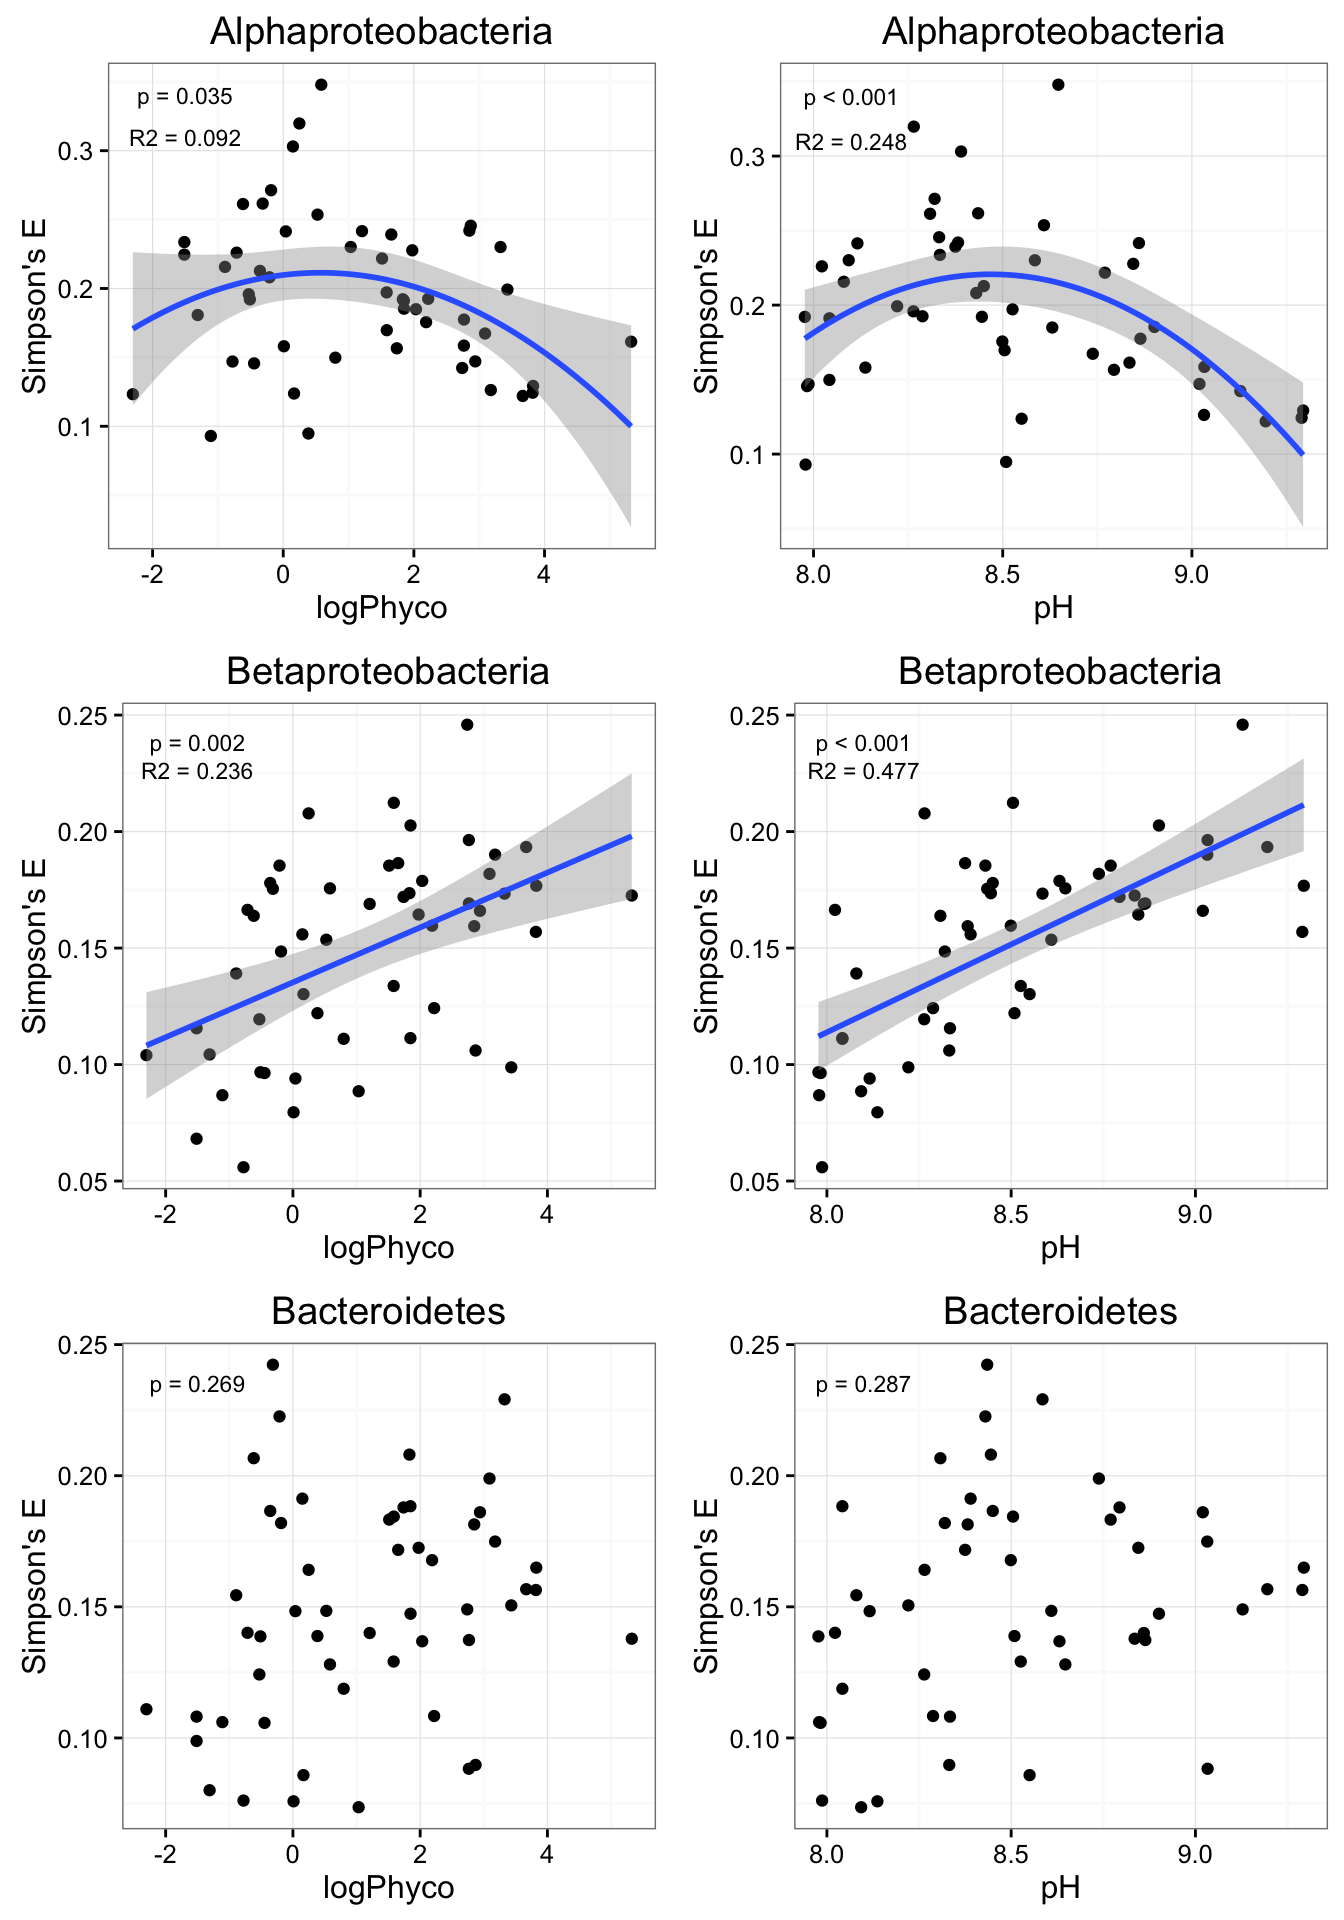 Alphaproteobacteria
p = 0.035
R2 = 0.092
Simpson's E
0.3
0.2
0.1
-2 0 2 4
logPhyco
Alphaproteobacteria
p < 0.001
R2 = 0.248
Simpson's E
0.3
0.2
0.1
8.0 8.5 9.0
pH
Betaproteobacteria
p = 0.002
R2 = 0.236
Simpson's E
0.25
0.20
0.15
0.10
0.05
-2 0 2 4
logPhyco
Betaproteobacteria
p < 0.001
R2 = 0.477
Simpson's E
0.25
0.20
0.15
0.10
0.05
8.0 8.5 9.0
pH
Bacteroidetes
p = 0.269
Simpson's E
0.25
0.20
0.15
0.10
-2 0 2 4
logPhyco
Bacteroidetes
p = 0.287
Simpson's E
0.25
0.20
0.15
0.10
8.0 8.5 9.0
pH